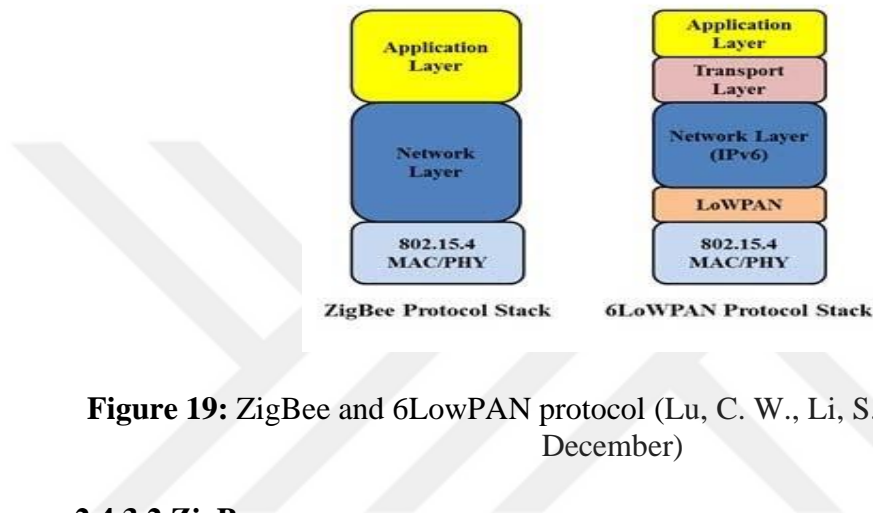 Application
Layer
Network
Layer
802.15.4
MAC/PHY
ZigBee Protocol Stack
Application
Layer
Transport
Layer
Network Layer
(IPv6)
LoWPAN
802.15.4
MAC/PHY
6LoWPAN Protocol Stack
Figure 19: ZigBee and 6LowPAN protocol (Lu, C. W., Li, S.
December)